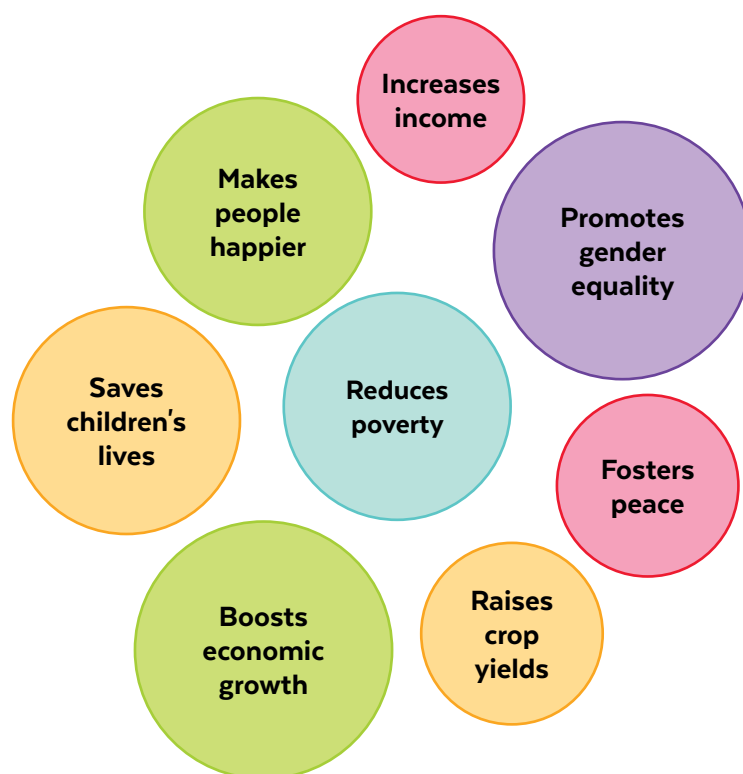 Increases
income
Makes
people
happier
Promotes
gender
equality
Saves
children's
lives
Reduces
poverty
Fosters
peace
Boosts
economic
growth
Raises
crop
yields